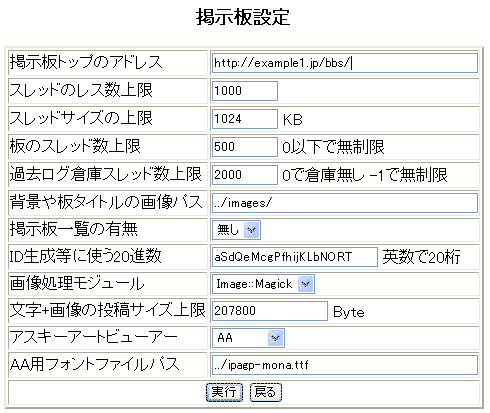 掲示板設定
掲示板トップのアドレス http://example1.jp/bbs/
スレッドのレス数上限 1000
スレッドサイズの上限 1024 KB
板のスレッド数上限 500 0以下で無制限
過去ログ倉庫スレッド数上限 2000 0で倉庫無し -1で無制限
背景や板タイトルの画像パス ../images/
掲示板一覧の有無 無し
ID生成等に使う20進数 aSdQeMcgPfhijKLbNORT 英数で20桁
画像処理モジュール Image::Magick
文字+画像の投稿サイズ上限 207800 Byte
アスキーアートビューアー AA
AA用フォントファイルパス ../ipagp-mona.ttf
実行 戻る